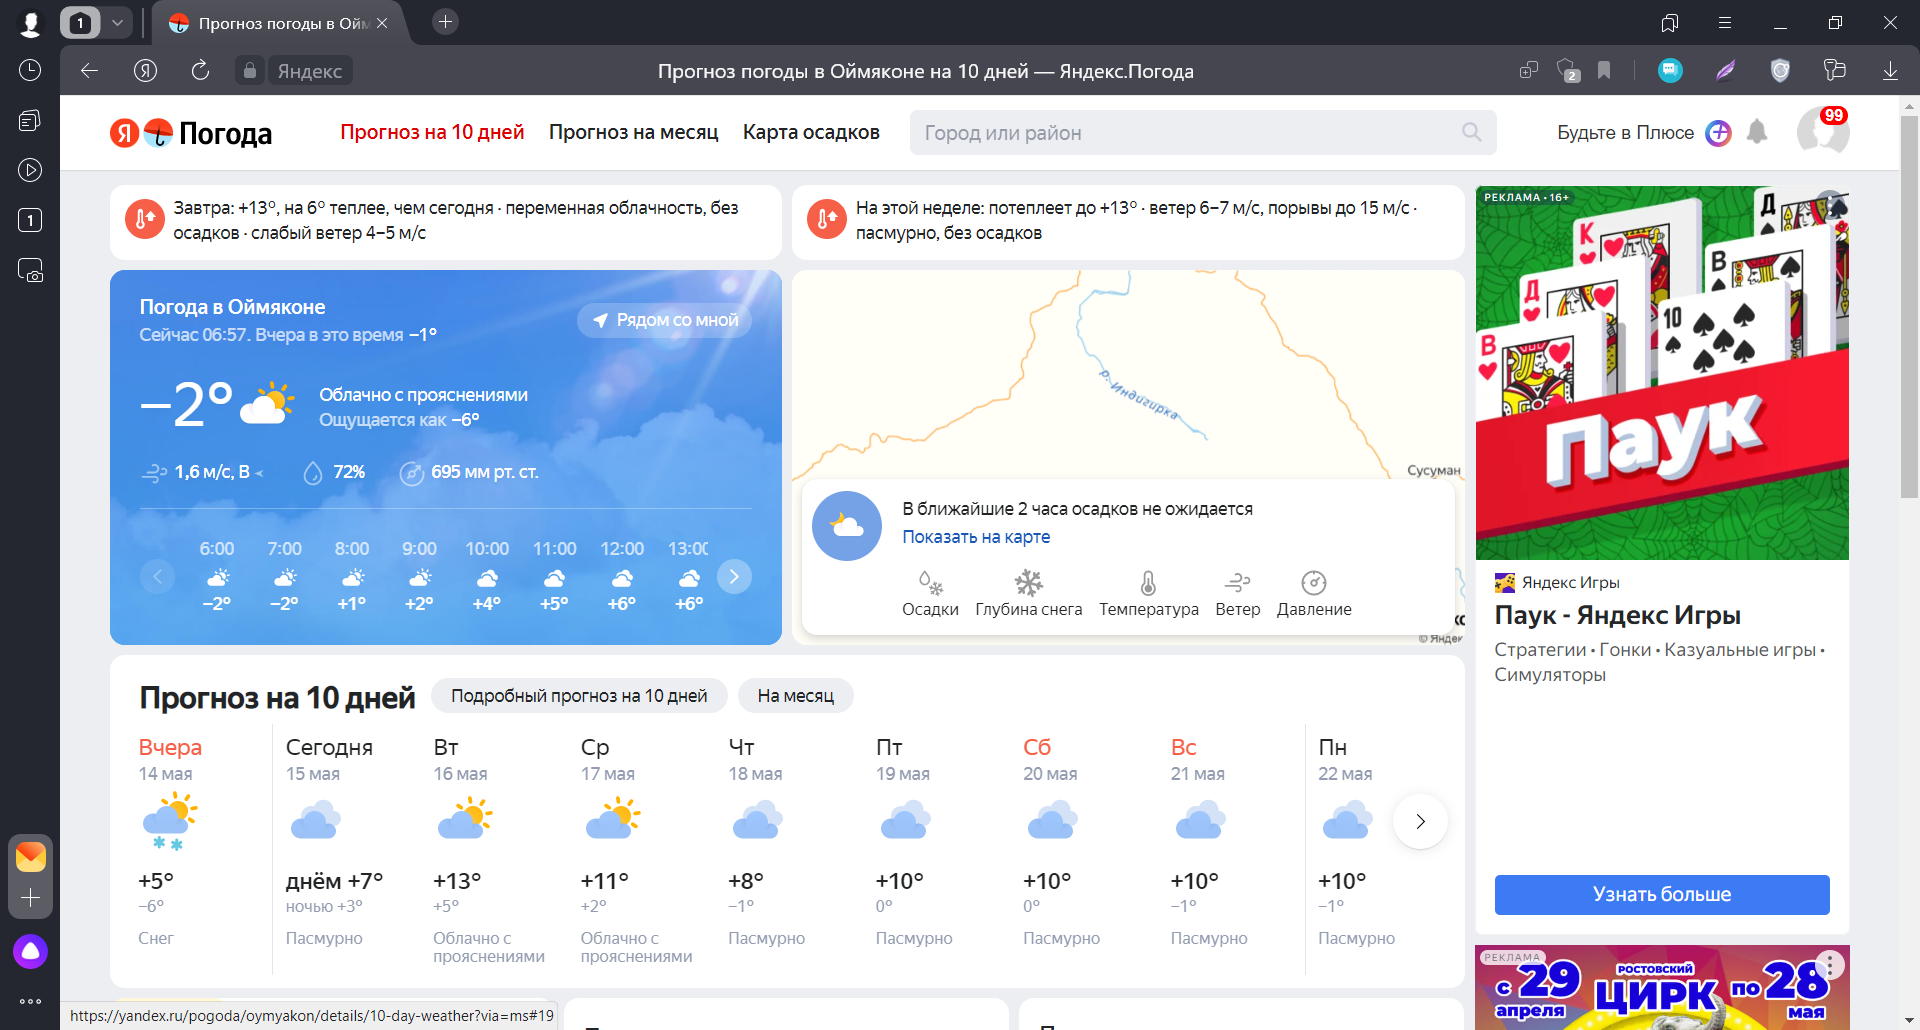 1
Прогноз погоды в Ойм
Яндекс
Прогноз погоды в Оймяконе на 10 дней — Яндекс.Погода
2
1
Я Погода
Прогноз на 10 дней
Прогноз на месяц
Карта осадков
Город или район
Будьте в Плюсе
99
Завтра: +13°, на 6° теплее, чем сегодня · переменная облачность, без
осадков · слабый ветер 4–5 м/с
На этой неделе: потеплеет до +13° · ветер 6–7 м/с, порывы до 15 м/с ·
пасмурно, без осадков
Погода в Оймяконе
Сейчас 06:57. Вчера в это время –1°
Рядом со мной
–2°
Облачно с прояснениями
Ощущается как –6°
1,6 м/с, В
72%
695 мм рт. ст.
6:00 7:00 8:00 9:00 10:00 11:00 12:00 13:00
–2° –2° +1° +2° +4° +5° +6° +6°
р. Индигирка
Сусуман
В ближайшие 2 часа осадков не ожидается
Показать на карте
Осадки Глубина снега Температура Ветер Давление
© Яндек
Прогноз на 10 дней
Подробный прогноз на 10 дней
На месяц
Вчера Сегодня Вт Ср Чт Пт Сб Вс Пн
14 мая 15 мая 16 мая 17 мая 18 мая 19 мая 20 мая 21 мая 22 мая
+5° днём +7° +13° +11° +8° +10° +10° +10° +10°
–6° ночью +3° +5° +2° –1° 0° 0° –1° –1°
Снег Пасмурно Облачно с Облачно с Пасмурно Пасмурно Пасмурно Пасмурно Пасмурно
прояснениями прояснениями
РЕКЛАМА • 16+
К
Д
В
Д
10
В
Паук
Яндекс Игры
Паук - Яндекс Игры
Стратегии • Гонки • Казуальные игры •
Симуляторы
Узнать больше
РЕКЛАМА
с 29
апреля
РОСТОВСКИЙ
ЦИРК
по 28
мая
https://yandex.ru/pogoda/oymyakon/details/10-day-weather?via=ms#19